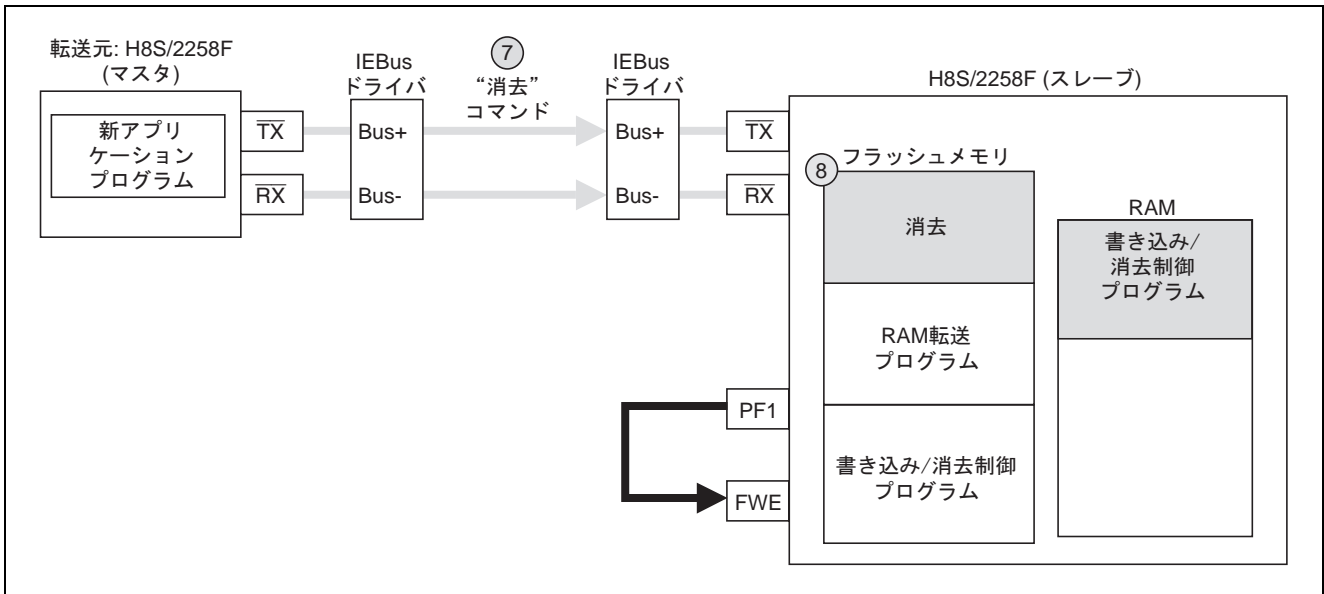 転送元: H8S/2258F
(マスタ)
新アプリ
ケーション
プログラム
TX
RX
IEBus
ドライバ
Bus+
Bus-
⑦
“消去”
コマンド
IEBus
ドライバ
Bus+
Bus-
H8S/2258F (スレーブ)
TX
RX
PF1
FWE
⑧
フラッシュメモリ
消去
RAM転送
プログラム
書き込み/消去制御
プログラム
RAM
書き込み/
消去制御
プログラム